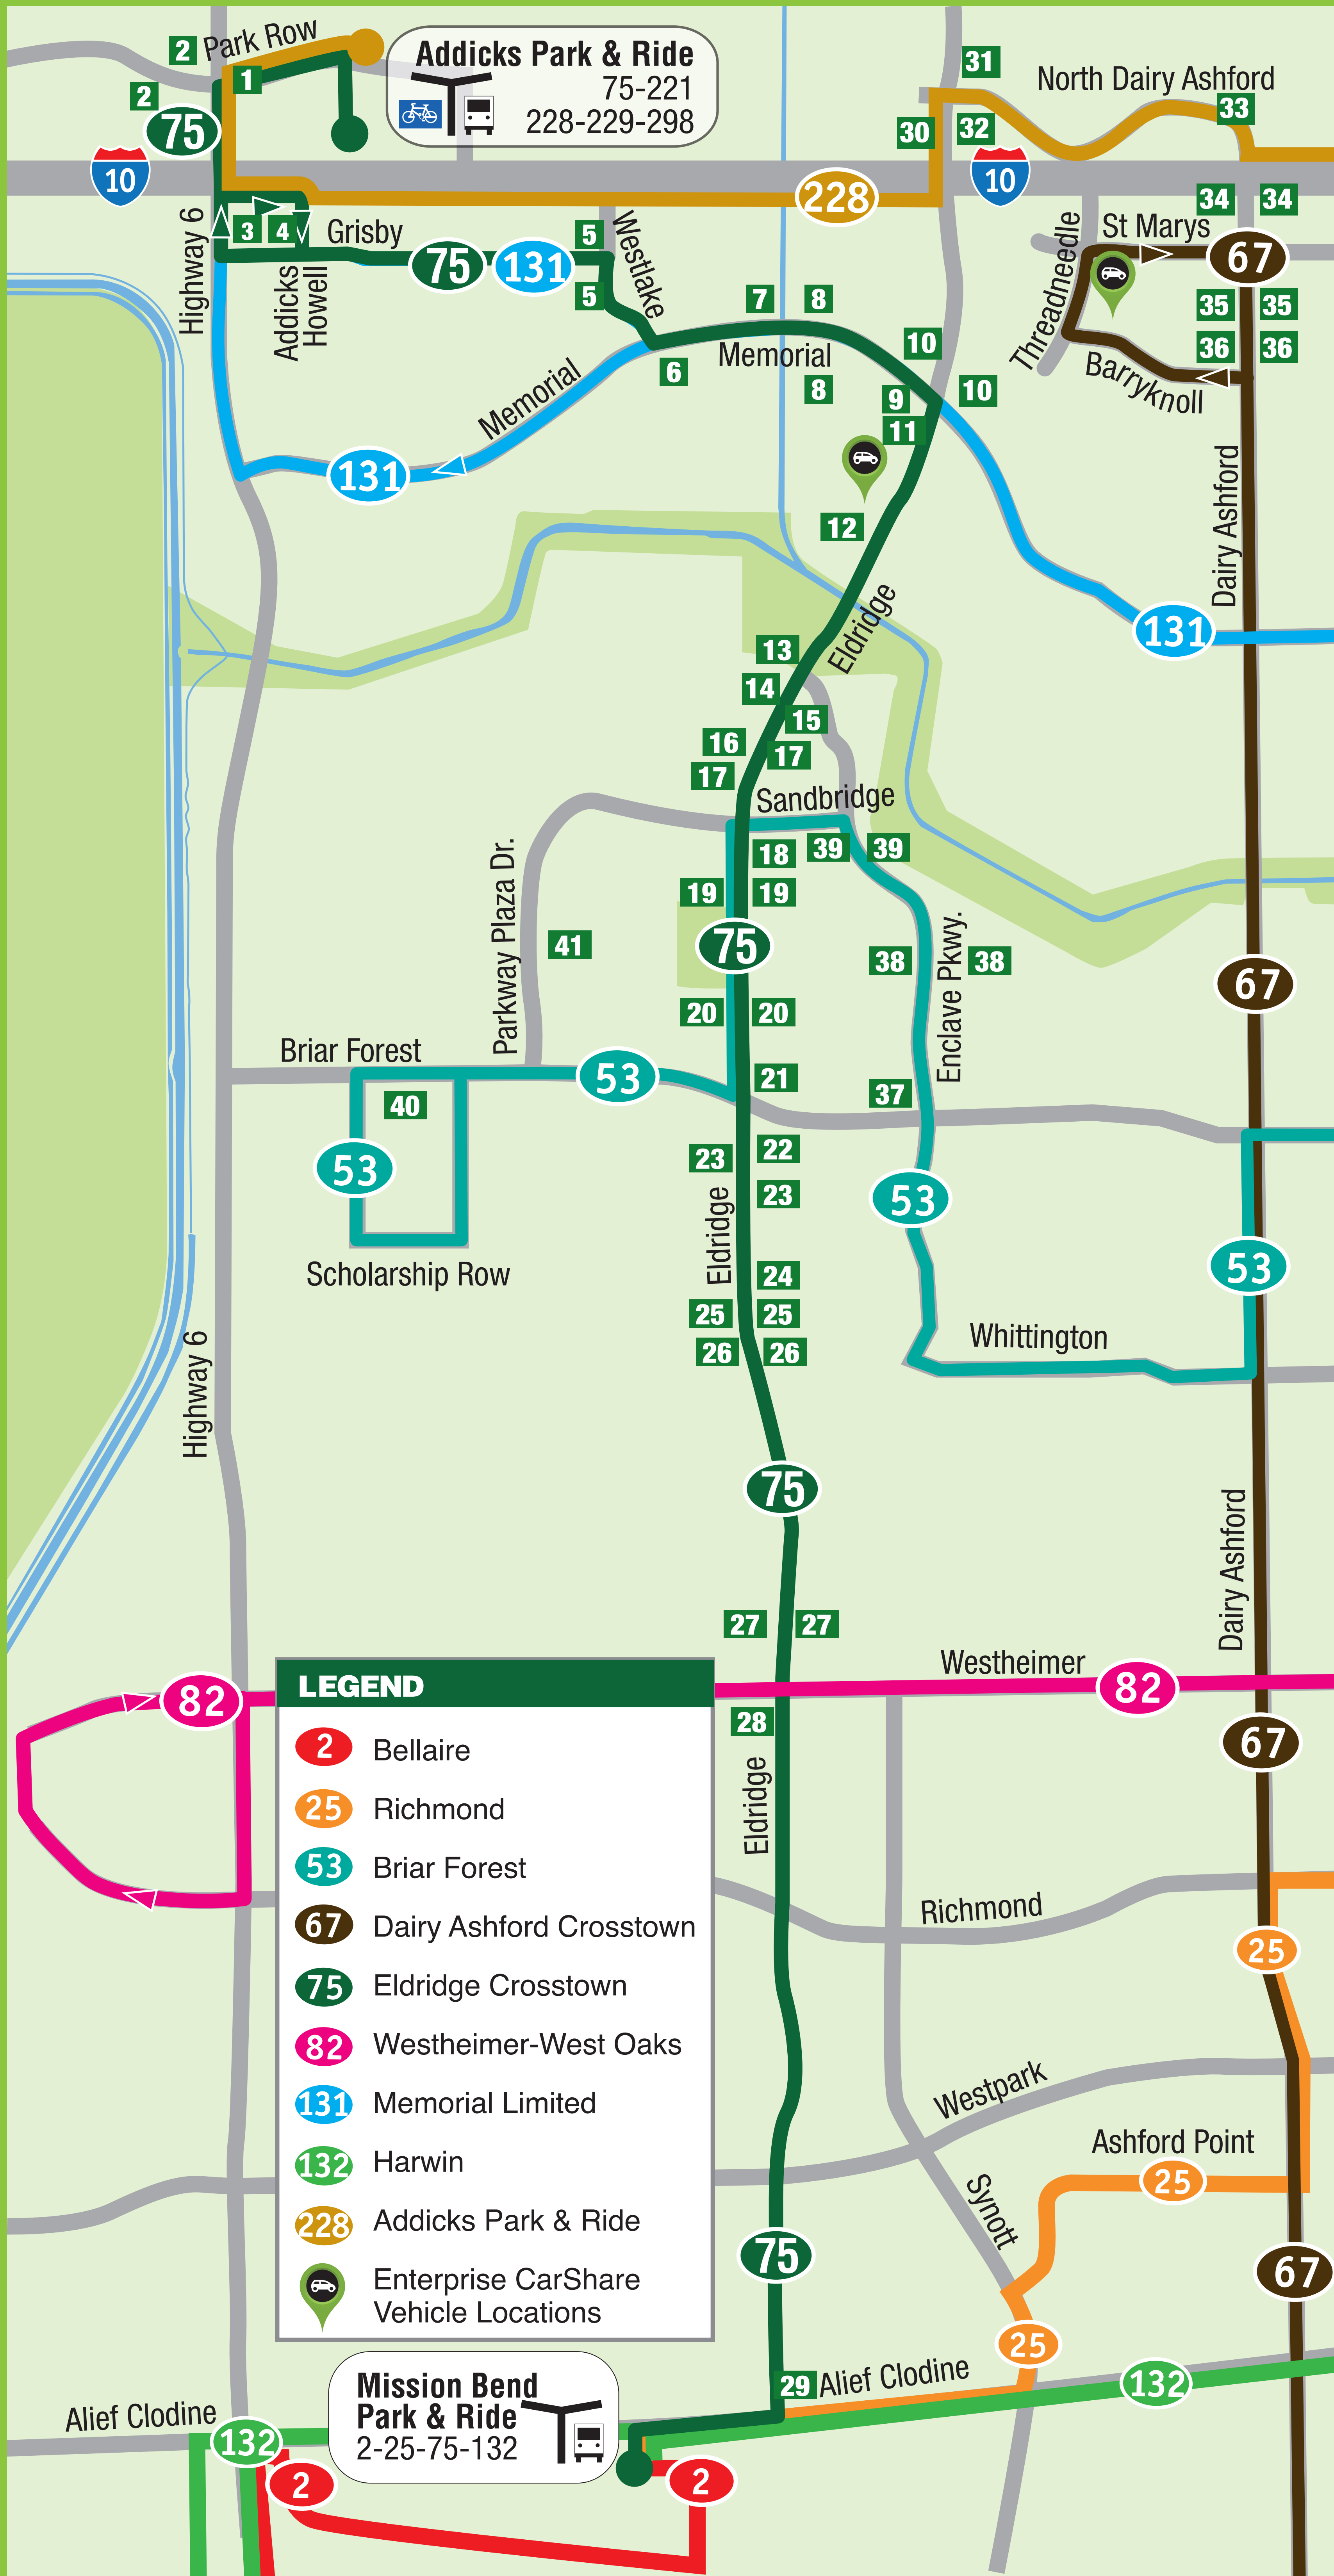 2
Park Row
1
2
75
Addicks Park & Ride
75-221
228-229-298
31
North Dairy Ashford
33
30
32
10
10
228
34
34
Highway 6
3
4
Grisby
Addicks
Howell
75
131
5
5
Westlake
Threadneedle
St Marys
67
35
35
36
36
Barryknoll
7
8
Memorial
6
8
10
9
10
11
Memorial
131
12
Dairy Ashford
131
Eldridge
13
14
15
16
17
17
Sandbridge
18
39
39
19
19
Parkway Plaza Dr.
41
75
38
Enclave Pkwy.
38
67
20
20
Briar Forest
53
21
37
40
53
23
22
23
53
Eldridge
53
Scholarship Row
24
25
25
26
26
Whittington
Highway 6
75
Dairy Ashford
27
27
Westheimer
82
82
28
67
Eldridge
LEGEND
2 Bellaire
25 Richmond
53 Briar Forest
67 Dairy Ashford Crosstown
75 Eldridge Crosstown
82 Westheimer-West Oaks
131 Memorial Limited
132 Harwin
228 Addicks Park & Ride
Enterprise CarShare
Vehicle Locations
Richmond
25
Westpark
Ashford Point
25
Synott
75
67
25
29
Alief Clodine
132
Mission Bend
Park & Ride
2-25-75-132
Alief Clodine
132
2
2